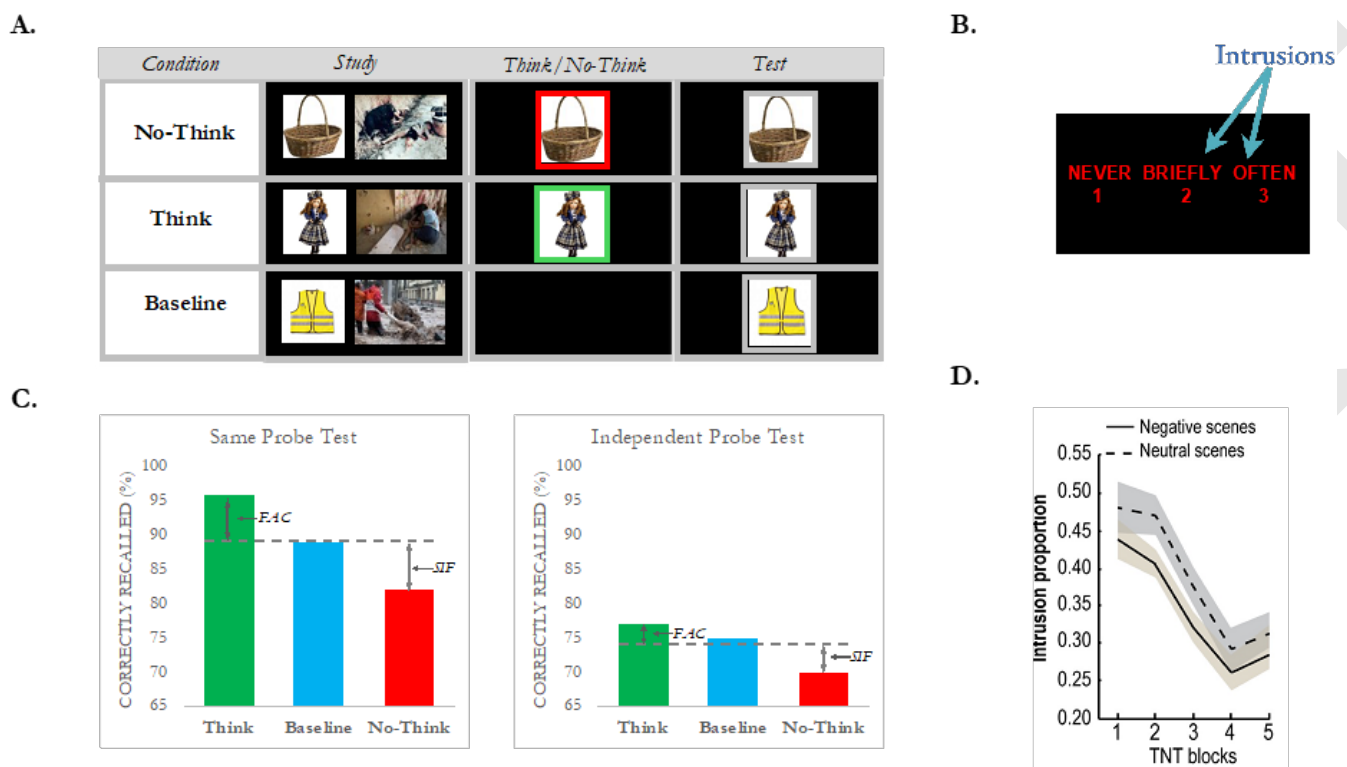 A.
Condition Study Think/No-Think Test
No-Think
Think
Baseline
B.
Intrusions
NEVER BRIEFLY OFTEN
1 2 3
C.
Same Probe Test
CORRECTLY RECALLED (%)
100
95
90
85
80
75
70
65
FAC
SIF
Think Baseline No-Think
Independent Probe Test
CORRECTLY RECALLED (%)
100
95
90
85
80
75
70
65
FAC
SIF
Think Baseline No-Think
D.
Negative scenes
Neutral scenes
Intrusion proportion
0.55
0.50
0.45
0.40
0.35
0.30
0.25
0.20
1 2 3 4 5
TNT blocks